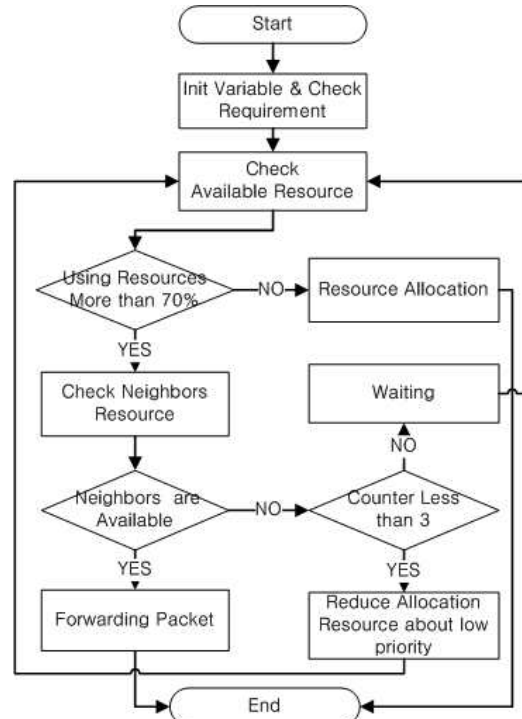 Start
Init Variable & Check
Requirement
Check
Available Resource
Using Resources
More than 70%
NO
Resource Allocation
YES
Check Neighbors
Resource
Waiting
NO
Neighbors are
Available
NO
Counter Less
than 3
YES
YES
Forwarding Packet
Reduce Allocation
Resource about low
priority
End